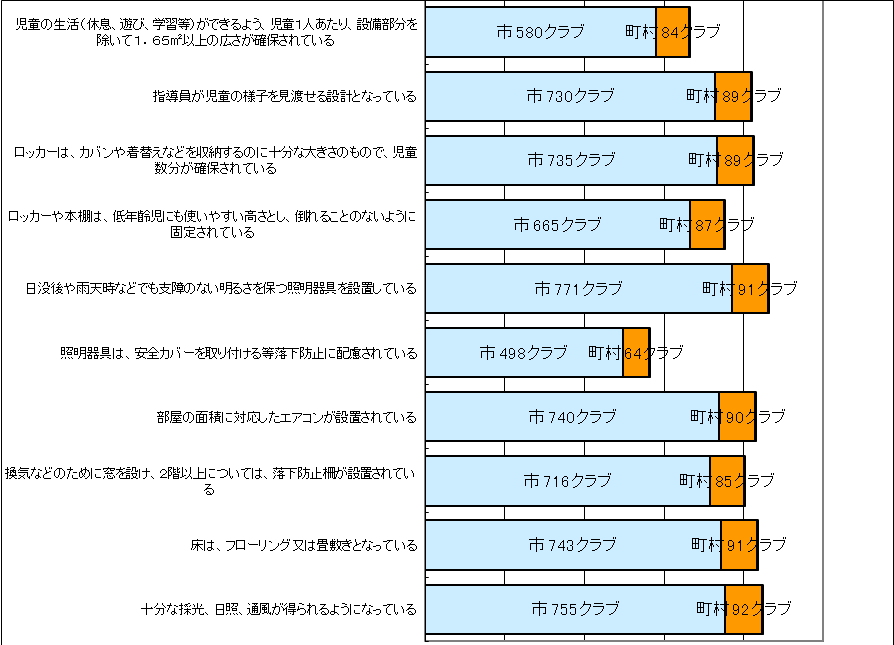 児童の生活(休息、遊び、学習等)ができるよう、児童1人あたり、設備部分を
除いて1．65㎡以上の広さが確保されている
市 580クラブ
町村 84クラブ
指導員が児童の様子を見渡せる設計となっている
市 730クラブ
町村 89クラブ
ロッカーは、カバンや着替えなどを収納するのに十分な大きさのもので、児童
数分が確保されている
市 735クラブ
町村 89クラブ
ロッカーや本棚は、低年齢児にも使いやすい高さとし、倒れることのないように
固定されている
市 665クラブ
町村 87クラブ
日没後や雨天時などでも支障のない明るさを保つ照明器具を設置している
市 771クラブ
町村 91クラブ
照明器具は、安全カバーを取り付ける等落下防止に配慮されている
市 498クラブ
町村 64クラブ
部屋の面積に対応したエアコンが設置されている
市 740クラブ
町村 90クラブ
換気などのために窓を設け、2階以上については、落下防止柵が設置されてい
る
市 716クラブ
町村 85クラブ
床は、フローリング又は畳敷きとなっている
市 743クラブ
町村 91クラブ
十分な採光、日照、通風が得られるようになっている
市 755クラブ
町村 92クラブ